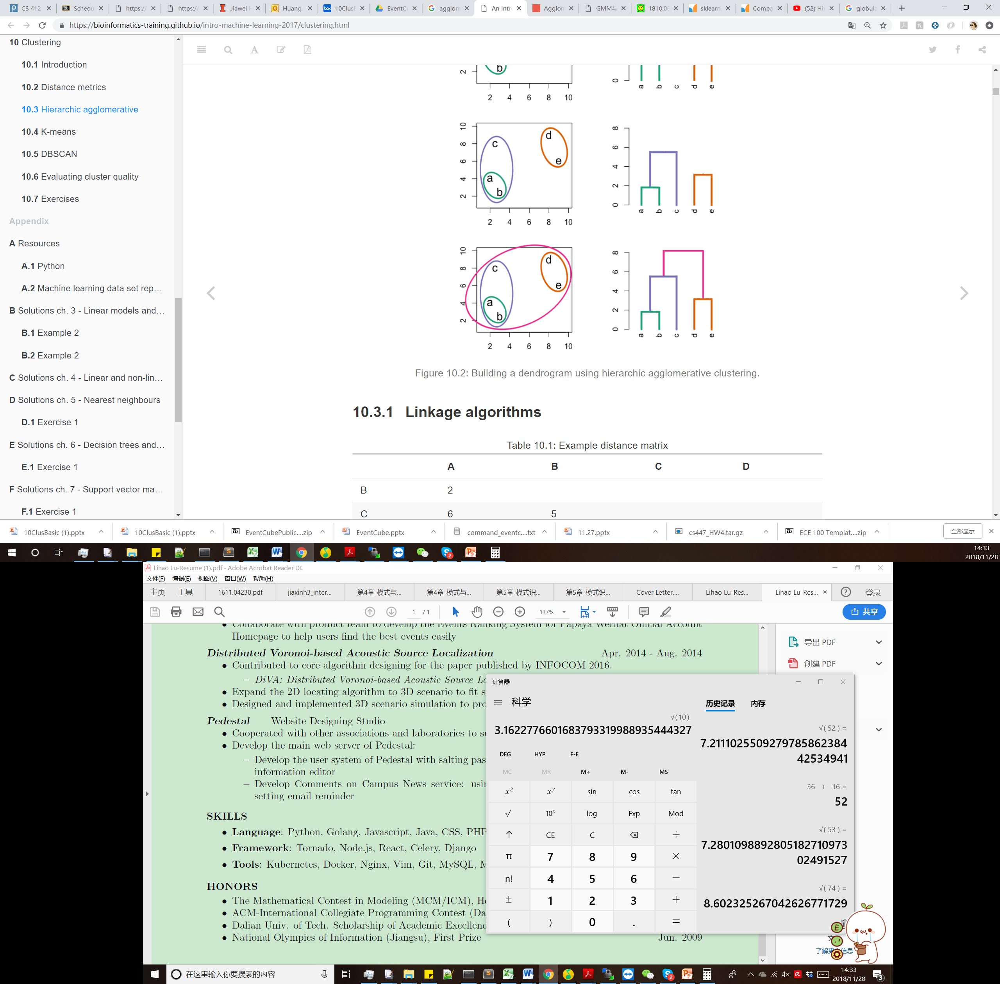 CS 412
Schedu
https:/
https:/
Jiawei
Huang,
10Clus
EventC
agglom
An Intr
Agglon
GMM
1810.0
sklearn
Compa
(52) Hi
globul
https://bioinformatics-training.github.io/intro-machine-learning-2017/clustering.html
10 Clustering
10.1 Introduction
10.2 Distance metrics
10.3 Hierarchic agglomerative
10.4 K-means
10.5 DBSCAN
10.6 Evaluating cluster quality
10.7 Exercises
Appendix
A Resources
A.1 Python
A.2 Machine learning data set rep…
B Solutions ch. 3 - Linear models and…
B.1 Example 2
B.2 Example 2
C Solutions ch. 4 - Linear and non-lin…
D Solutions ch. 5 - Nearest neighbours
D.1 Exercise 1
E Solutions ch. 6 - Decision trees and…
E.1 Exercise 1
F Solutions ch. 7 - Support vector ma…
F.1 Exercise 1
2
b
2 4 6 8 10
0
a b c d e
10
8
6
4
2
c
d
e
a
b
2 4 6 8 10
8
6
4
2
0
a b c d e
10
8
6
4
2
c
d
e
a
b
2 4 6 8 10
8
6
4
2
0
a b c d e
Figure 10.2: Building a dendrogram using hierarchic agglomerative clustering.
10.3.1 Linkage algorithms
Table 10.1: Example distance matrix
A B C D
B 2
C 6 5
10ClusBasic (1).pptx
10ClusBasic (1).pptx
EventCubePublic....zip
EventCube.pptx
command_eventc....txt
11.27.pptx
cs447_HW4.tar.gz
ECE 100 Templat....zip
全部显示
14:33
2018/11/28
Lihao Lu-Resume (1).pdf - Adobe Acrobat Reader DC
文件(F) 编辑(E) 视图(V) 窗口(W) 帮助(H)
主页 工具 1611.04230.pdf jiaxinh3_inter... 第4章-模式与... 第4章-模式与... 第5章-模式识... 第5章-模式识... Cover Letter.... Lihao Lu-Res... Lihao Lu-Res... 登录
1 / 1 137% 共享
• Collaborate with product team to develop the Events Ranking System for Papaya Wechat Official Account
Homepage to help users find the best events easily
Distributed Voronoi-based Acoustic Source Localization Apr. 2014 - Aug. 2014
• Contributed to core algorithm designing for the paper published by INFOCOM 2016.
– DiVA: Distributed Voronoi-based Acoustic Source Lo
• Expand the 2D locating algorithm to 3D scenario to fit s
• Designed and implemented 3D scenario simulation to pro
Pedestal Website Designing Studio
• Cooperated with other associations and laboratories to su
• Develop the main web server of Pedestal:
– Develop the user system of Pedestal with salting pas
information editor
– Develop Comments on Campus News service: usin
setting email reminder
SKILLS
• Language: Python, Golang, Javascript, Java, CSS, PHP
• Framework: Tornado, Node.js, React, Celery, Django
• Tools: Kubernetes, Docker, Nginx, Vim, Git, MySQL, M
HONORS
• The Mathematical Contest in Modeling (MCM/ICM), Ho
• ACM-International Collegiate Programming Contest (Da
• Dalian Univ. of Tech. Scholarship of Academic Excellenc
• National Olympics of Information (Jiangsu), First Prize Jun. 2009
导出 PDF
创建 PDF
了解更多信息
计算器
科学
√(10)
3.1622776601683793319988935444327
DEG HYP F-E
MC MR M+ M- MS
x² xʸ sin cos tan
√ 10ˣ log Exp Mod
↑ CE C ÷
π 7 8 9 ×
n! 4 5 6 −
± 1 2 3 +
( ) 0 . =
历史记录 内存
√( 52 ) =
7.2111025509279785862384
42534941
36 + 16 =
52
√( 53 ) =
7.2801098892805182710973
02491527
√( 74 ) =
8.602325267042626771729
在这里输入你要搜索的内容
14:33
2018/11/28